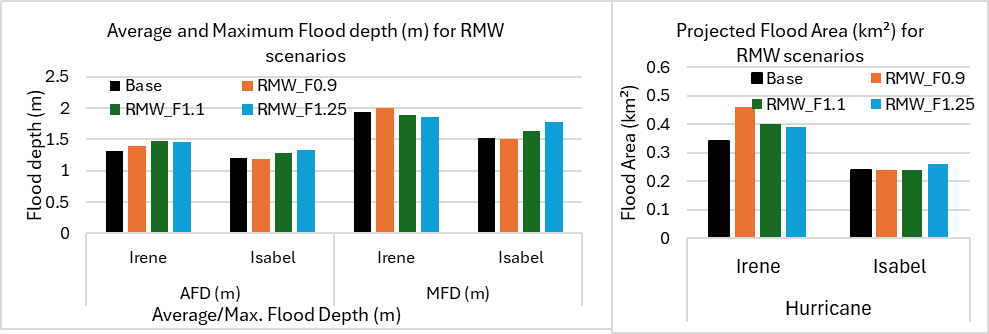 Average and Maximum Flood depth (m) for RMW
scenarios
2.5
2
1.5
1
0.5
0
Flood depth (m)
Base
RMW_F0.9
RMW_F1.1
RMW_F1.25
Irene
Isabel
Irene
Isabel
AFD (m)
MFD (m)
Average/Max. Flood Depth (m)
Projected Flood Area (km²) for
RMW scenarios
0.6
0.5
0.4
0.3
0.2
0.1
0
Flood Area (km²)
Base
RMW_F0.9
RMW_F1.1
RMW_F1.25
Irene
Isabel
Hurricane